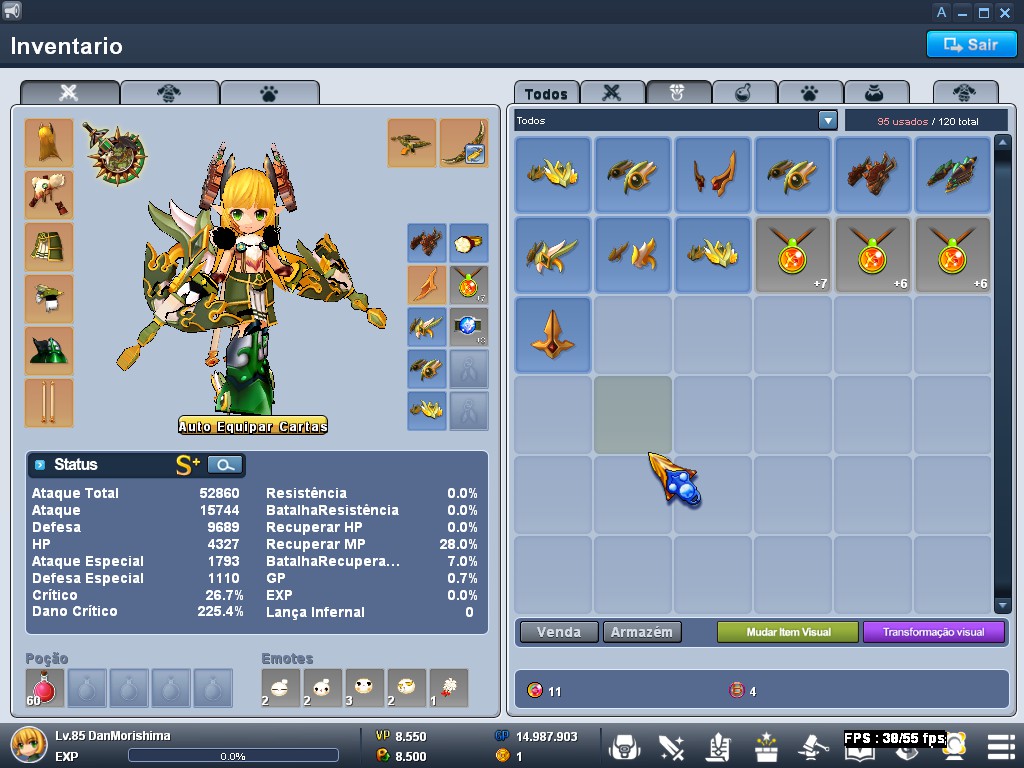 A
Inventario
Sair
Todos
Todos
95 usados / 120 total
+7
+7
+6
+6
Auto Equipar Cartas
Status S+
Ataque Total 52860
Ataque 15744
Defesa 9689
HP 4327
Ataque Especial 1793
Defesa Especial 1110
Crítico 26.7%
Dano Crítico 225.4%
Resistência 0.0%
BatalhaResistência 0.0%
Recuperar HP 0.0%
Recuperar MP 28.0%
BatalhaRecupera... 7.0%
GP 0.7%
EXP 0.0%
Lança Infernal 0
Venda
Armazém
Mudar Item Visual
Transformação visual
Poção
60
Emotes
2
2
3
2
1
11
4
Lv.85 DanMorishima
EXP 0.0%
VP 8.550
8.500
GP 14.987.903
1
FPS : 30/55 fps